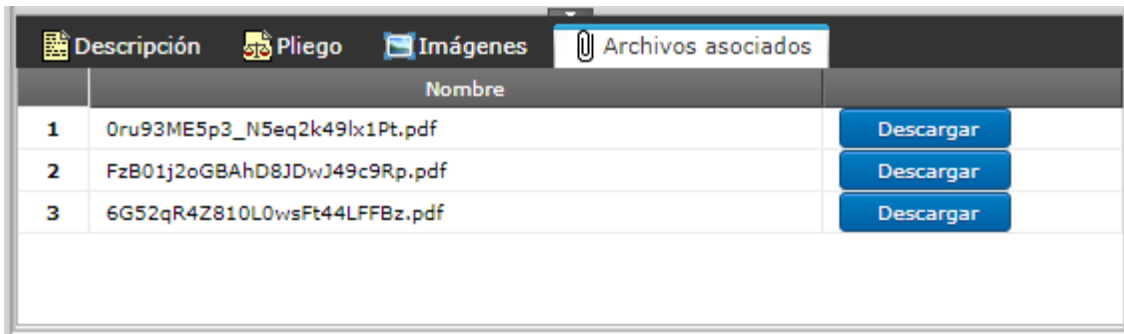 Descripción Pliego Imágenes Archivos asociados
Nombre
1 0ru93ME5p3_N5eq2k49lx1Pt.pdf Descargar
2 FzB01j2oGBAhD8JDwJ49c9Rp.pdf Descargar
3 6G52qR4Z810L0wsFt44LFFBz.pdf Descargar